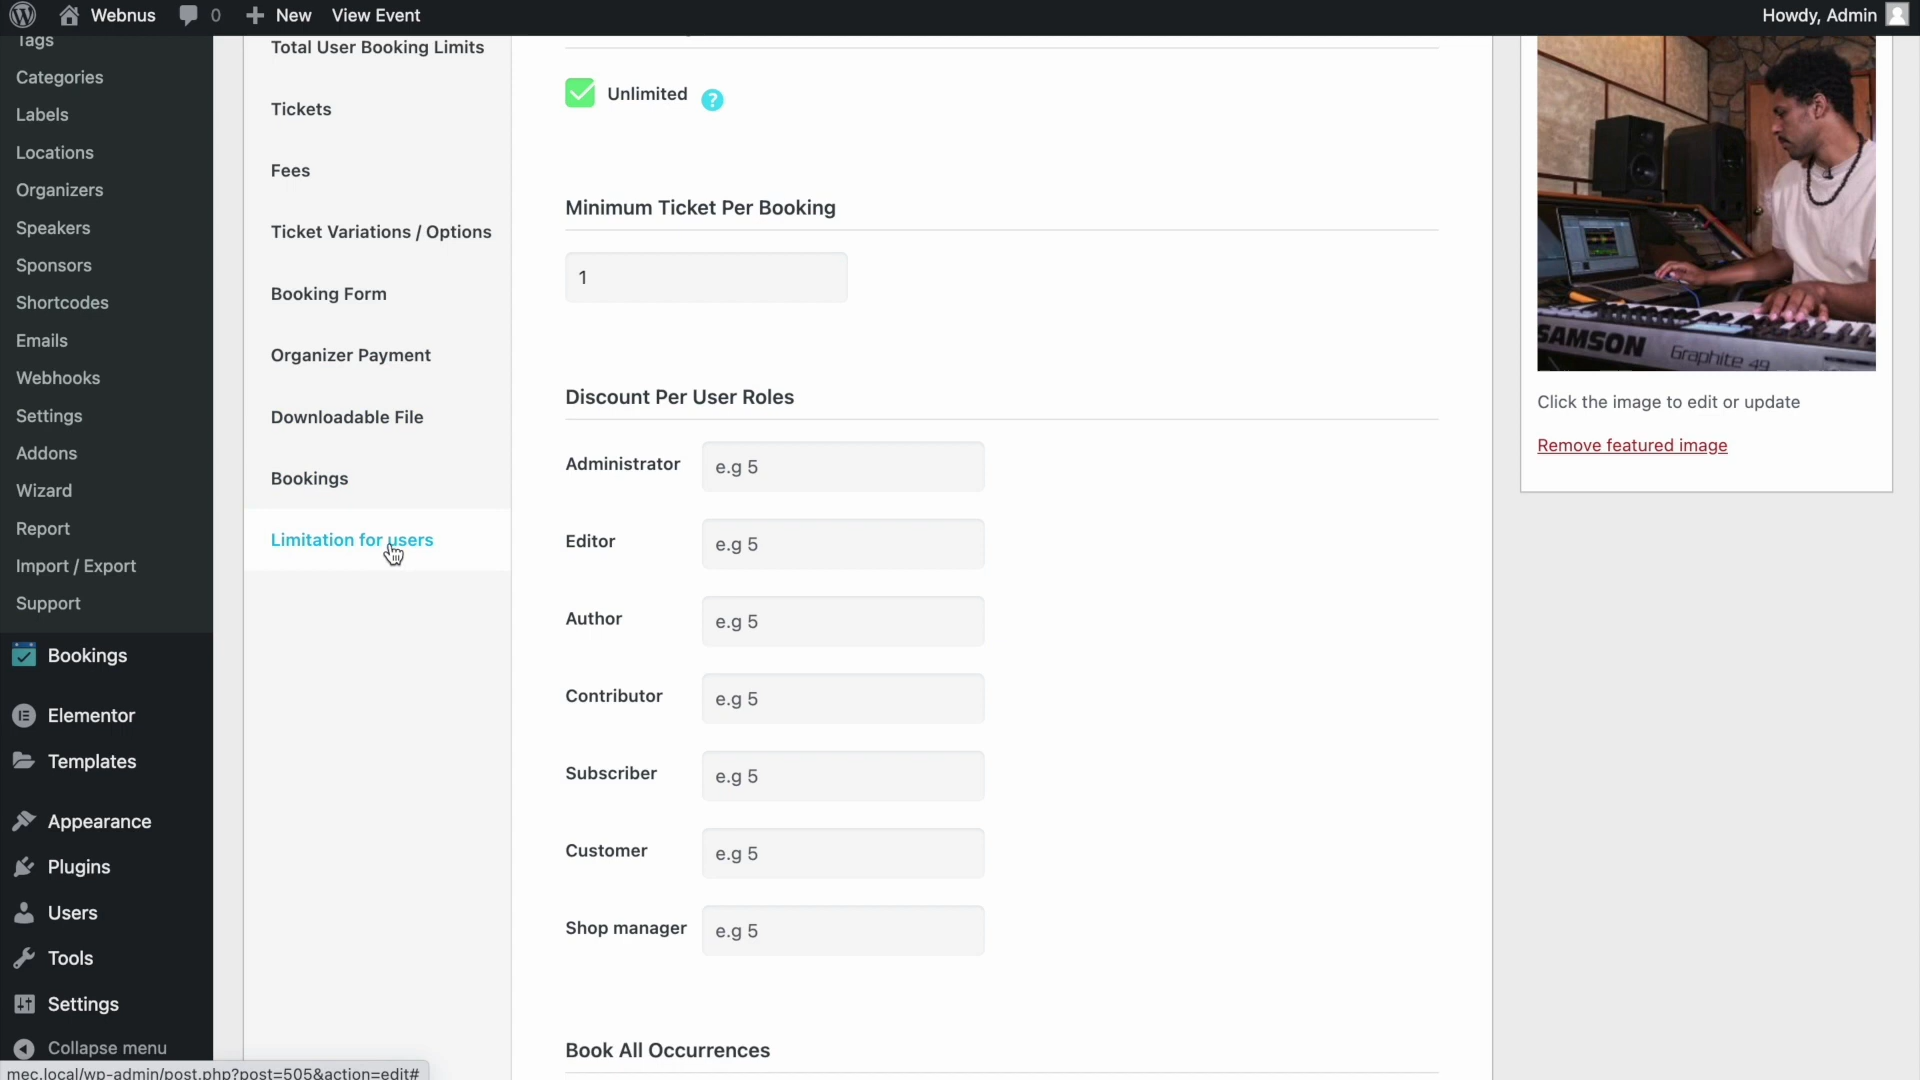 Webnus
0
New
View Event
Howdy, Admin
Tags
Categories
Labels
Locations
Organizers
Speakers
Sponsors
Shortcodes
Emails
Webhooks
Settings
Addons
Wizard
Report
Import / Export
Support
Bookings
Elementor
Templates
Appearance
Plugins
Users
Tools
Settings
Collapse menu
mec.local/wp-admin/post.php?post=505&action=edit#
Total User Booking Limits
Tickets
Fees
Ticket Variations / Options
Booking Form
Organizer Payment
Downloadable File
Bookings
Limitation for users
Unlimited ?
Minimum Ticket Per Booking
1
Discount Per User Roles
Administrator e.g 5
Editor e.g 5
Author e.g 5
Contributor e.g 5
Subscriber e.g 5
Customer e.g 5
Shop manager e.g 5
Book All Occurrences
SAMSON
Graphite 49
Click the image to edit or update
Remove featured image